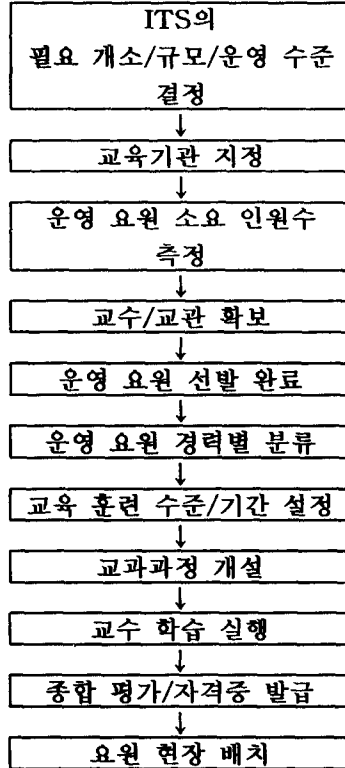 ITS의
필요 개소/규모/운영 수준
결정
교육기관 지정
운영 요원 소요 인원수
측정
교수/교관 확보
운영 요원 선발 완료
운영 요원 경력별 분류
교육 훈련 수준/기간 설정
교과과정 개설
교수 학습 실행
종합 평가/자격증 발급
요원 현장 배치